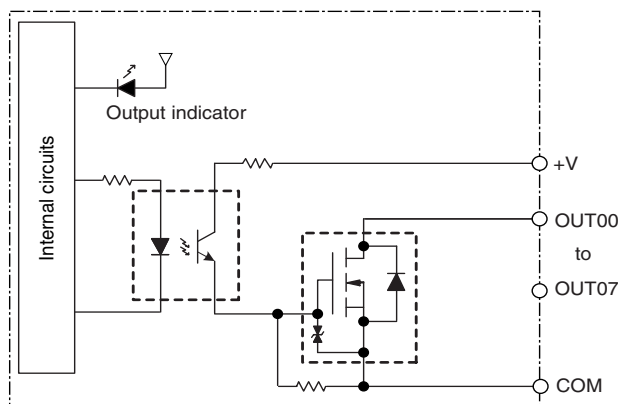 Internal circuits
Output indicator
+V
OUT00
to
OUT07
COM